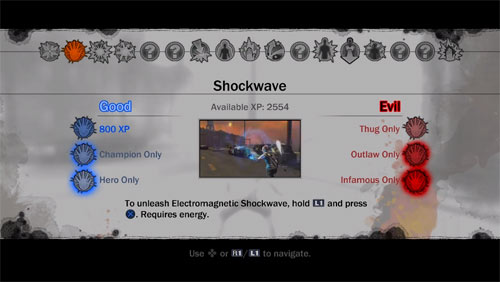 ? ? ? ? ?
Shockwave
Good Available XP: 2554 Evil
800 XP Thug Only
Champion Only Outlaw Only
Hero Only Infamous Only
To unleash Electromagnetic Shockwave, hold L1 and press
X. Requires energy.
Use or R1 / L1 to navigate.